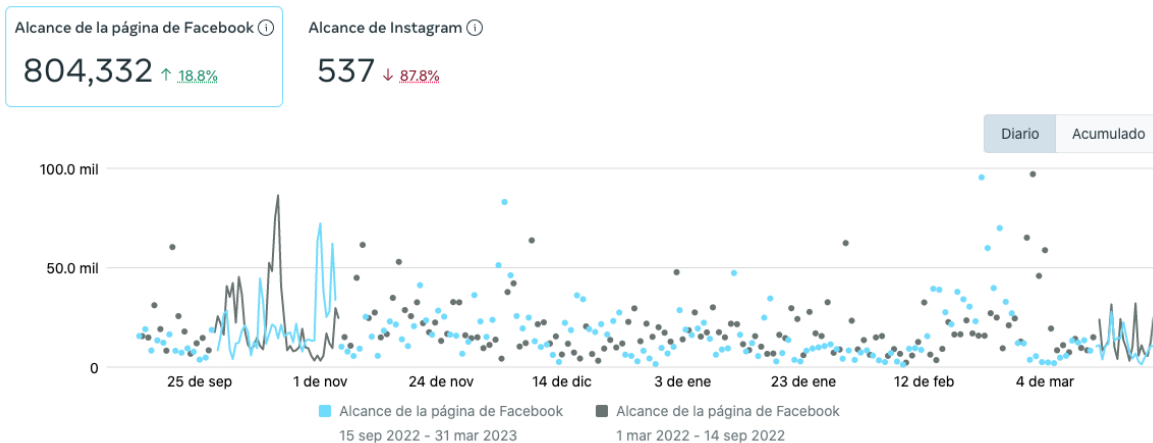 Alcance de la página de Facebook
Alcance de Instagram
804,332 ↑ 18.8%
537 ↓ 87.8%
Diario
Acumulado
100.0 mil
50.0 mil
0
25 de sep
1 de nov
24 de nov
14 de dic
3 de ene
23 de ene
12 de feb
4 de mar
Alcance de la página de Facebook
15 sep 2022 - 31 mar 2023
Alcance de la página de Facebook
1 mar 2022 - 14 sep 2022